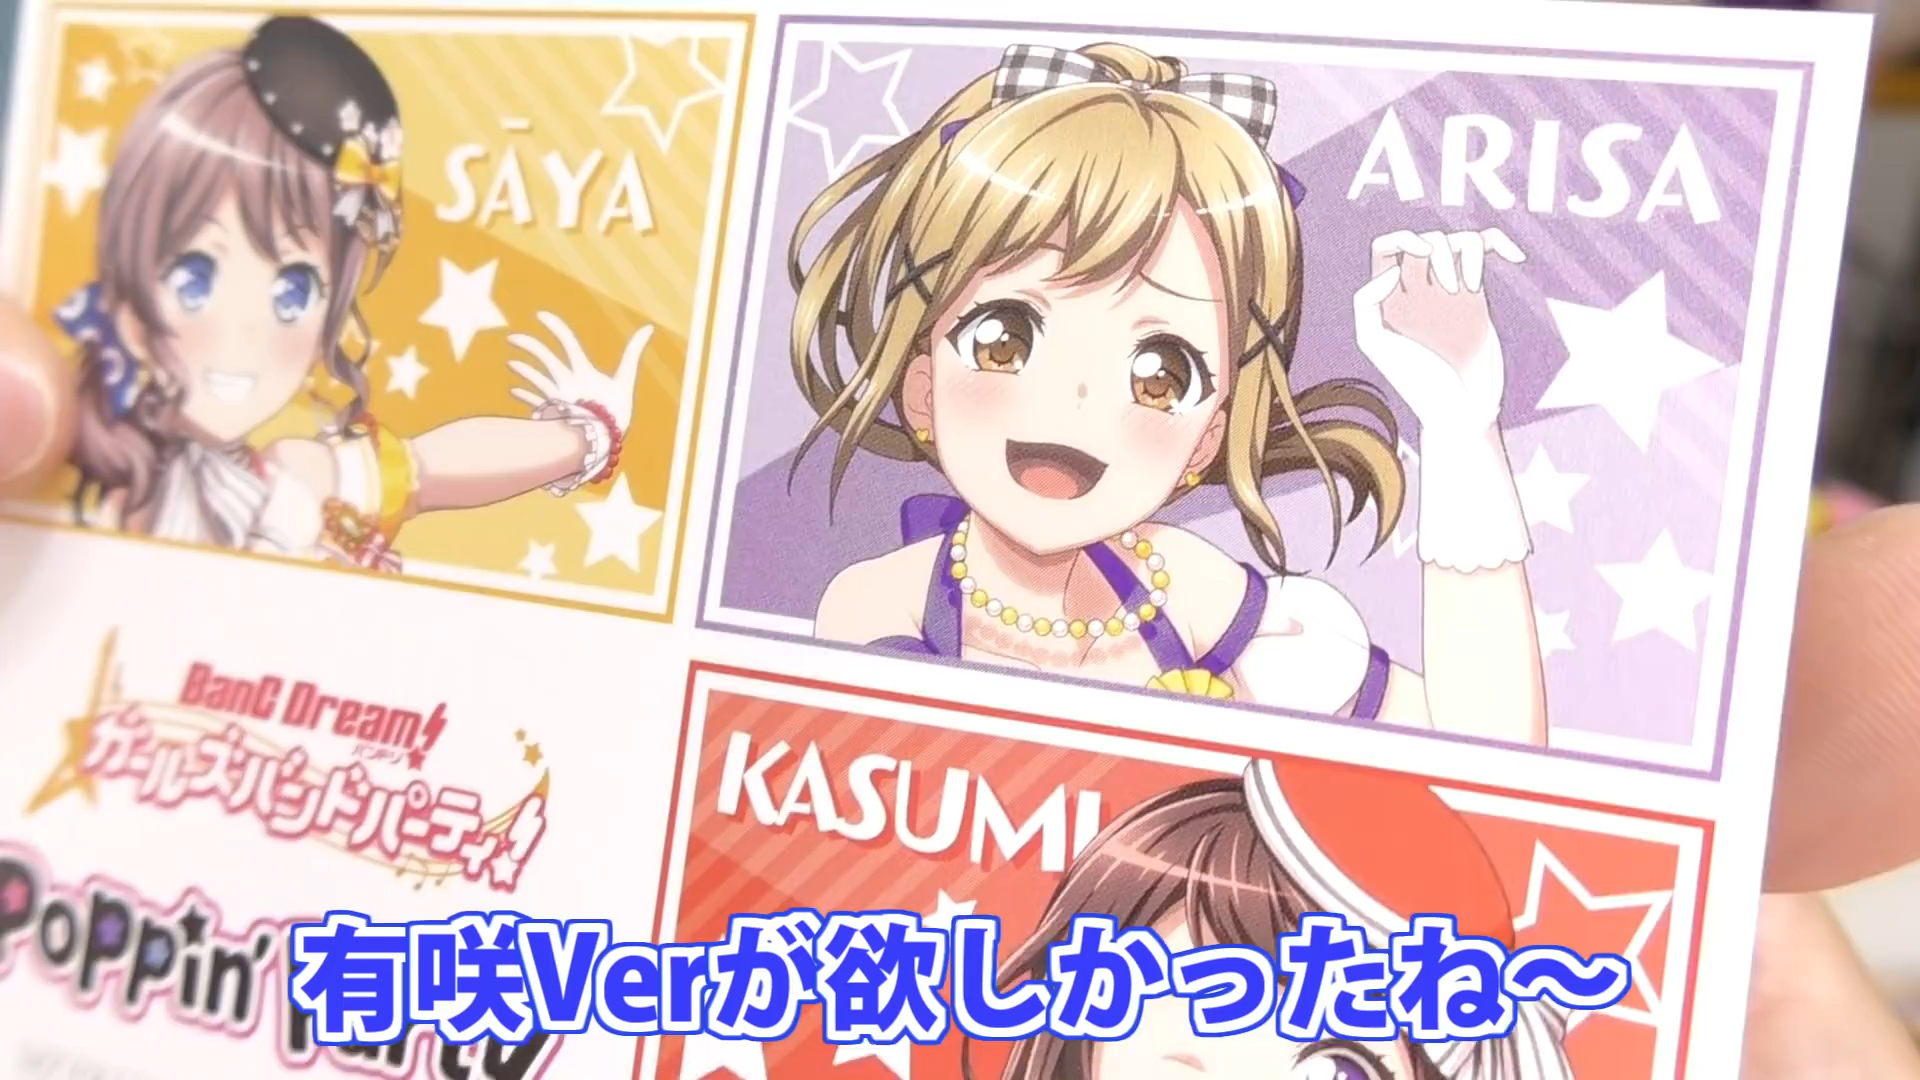 SĀYA
ARISA
BanG Dream!
バンドリ!
ガールズバンドパーティ!
KASUMI
Poppin' Party
有咲Verが欲しかったね～